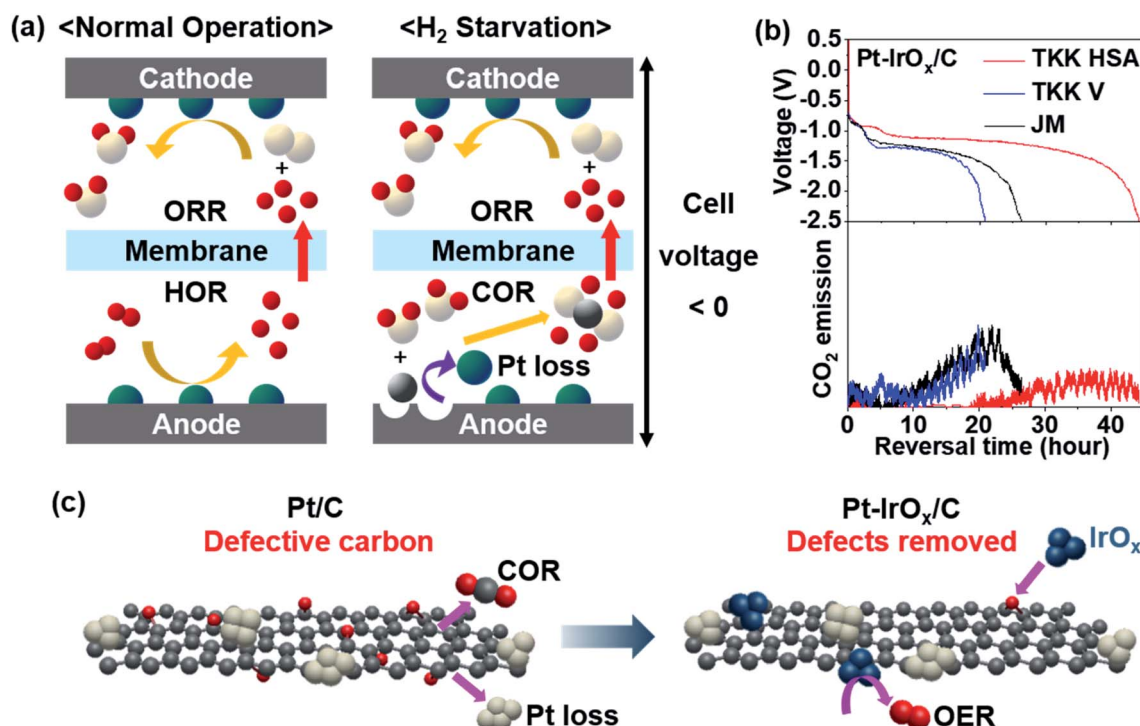 (a) <Normal Operation> <H₂ Starvation>
Cathode Cathode
+ +
ORR ORR
Membrane Membrane
HOR COR
+
Pt loss
Anode Anode
Cell
voltage
< 0
(b)
Pt-IrOₓ/C
TKK HSA
TKK V
JM
Voltage (V)
0.5
0.0
-0.5
-1.0
-1.5
-2.0
-2.5
CO₂ emission
0 10 20 30 40
Reversal time (hour)
(c)
Pt/C
Defective carbon
COR
Pt loss
Pt-IrOₓ/C
Defects removed
IrOₓ
OER